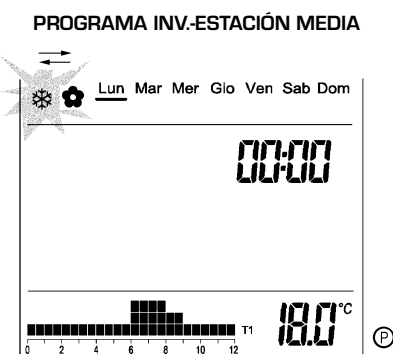 PROGRAMA INV.-ESTACIÓN MEDIA
Lun Mar Mer Gio Ven Sab Dom
00:00
T1
0 2 4 6 8 10 12
18.0°C
P